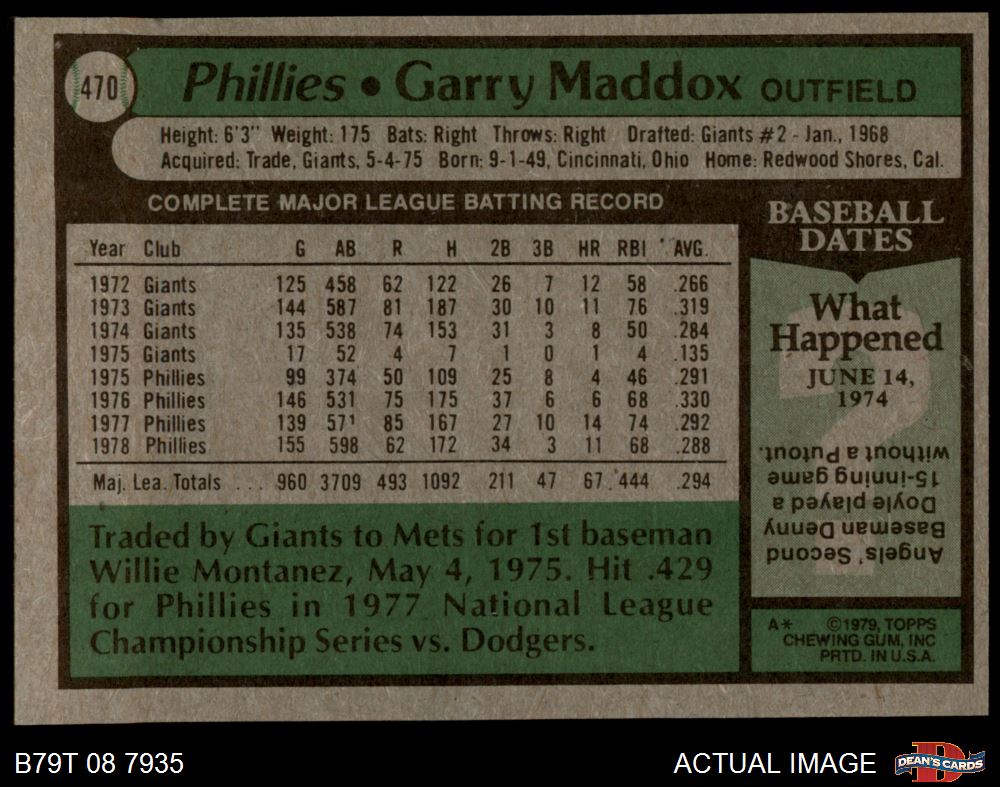 470
Phillies • Garry Maddox OUTFIELD
Height: 6'3" Weight: 175 Bats: Right Throws: Right Drafted: Giants #2 - Jan., 1968
Acquired: Trade, Giants, 5-4-75 Born: 9-1-49, Cincinnati, Ohio Home: Redwood Shores, Cal.
COMPLETE MAJOR LEAGUE BATTING RECORD
Year Club G AB R H 2B 3B HR RBI AVG.
1972 Giants 125 458 62 122 26 7 12 58 .266
1973 Giants 144 587 81 187 30 10 11 76 .319
1974 Giants 135 538 74 153 31 3 8 50 .284
1975 Giants 17 52 4 7 1 0 1 4 .135
1975 Phillies 99 374 50 109 25 8 4 46 .291
1976 Phillies 146 531 75 175 37 6 6 68 .330
1977 Phillies 139 571 85 167 27 10 14 74 .292
1978 Phillies 155 598 62 172 34 3 11 68 .288
Maj. Lea. Totals ... 960 3709 493 1092 211 47 67 444 .294
Traded by Giants to Mets for 1st baseman
Willie Montanez, May 4, 1975. Hit .429
for Phillies in 1977 National League
Championship Series vs. Dodgers.
BASEBALL
DATES
What
Happened
JUNE 14,
1974
Angels' Second
Baseman Denny
Doyle played a
15-inning game
without a Putout.
A* ©1979, TOPPS
CHEWING GUM, INC
PRTD. IN U.S.A.
B79T 08 7935
ACTUAL IMAGE
DEAN'S CARDS